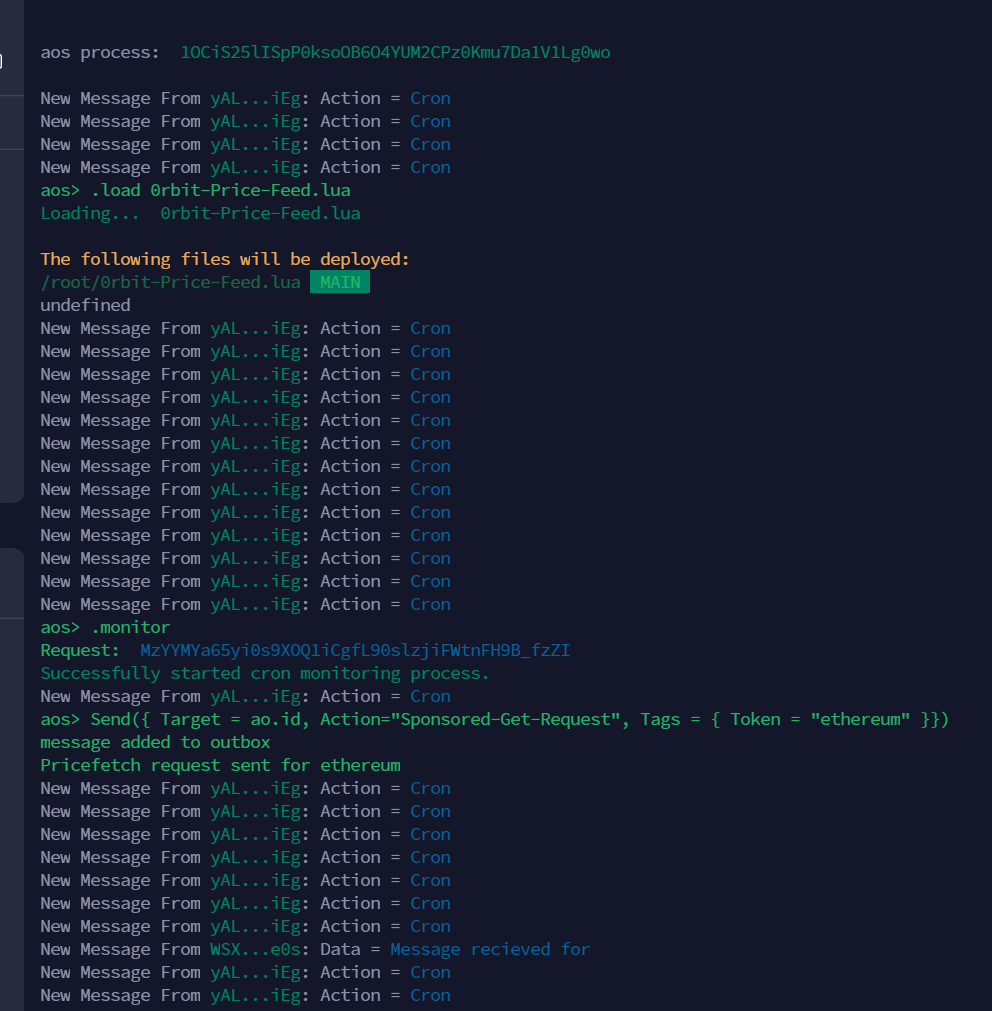 aos process:  1OCiS25lISpP0ksoOB6O4YUM2CPz0Kmu7Da1V1Lg0wo
New Message From yAL...iEg: Action = Cron
New Message From yAL...iEg: Action = Cron
New Message From yAL...iEg: Action = Cron
New Message From yAL...iEg: Action = Cron
aos> .load 0rbit-Price-Feed.lua
Loading...  0rbit-Price-Feed.lua
The following files will be deployed:
/root/0rbit-Price-Feed.lua MAIN
undefined
New Message From yAL...iEg: Action = Cron
New Message From yAL...iEg: Action = Cron
New Message From yAL...iEg: Action = Cron
New Message From yAL...iEg: Action = Cron
New Message From yAL...iEg: Action = Cron
New Message From yAL...iEg: Action = Cron
New Message From yAL...iEg: Action = Cron
New Message From yAL...iEg: Action = Cron
New Message From yAL...iEg: Action = Cron
New Message From yAL...iEg: Action = Cron
New Message From yAL...iEg: Action = Cron
New Message From yAL...iEg: Action = Cron
New Message From yAL...iEg: Action = Cron
aos> .monitor
Request:  MzYYMYa65yi0s9XOQ1iCgfL90slzjiFWtnFH9B_fzZI
Successfully started cron monitoring process.
New Message From yAL...iEg: Action = Cron
aos> Send({ Target = ao.id, Action="Sponsored-Get-Request", Tags = { Token = "ethereum" }})
message added to outbox
Pricefetch request sent for ethereum
New Message From yAL...iEg: Action = Cron
New Message From yAL...iEg: Action = Cron
New Message From yAL...iEg: Action = Cron
New Message From yAL...iEg: Action = Cron
New Message From yAL...iEg: Action = Cron
New Message From yAL...iEg: Action = Cron
New Message From yAL...iEg: Action = Cron
New Message From WSX...e0s: Data = Message recieved for
New Message From yAL...iEg: Action = Cron
New Message From yAL...iEg: Action = Cron